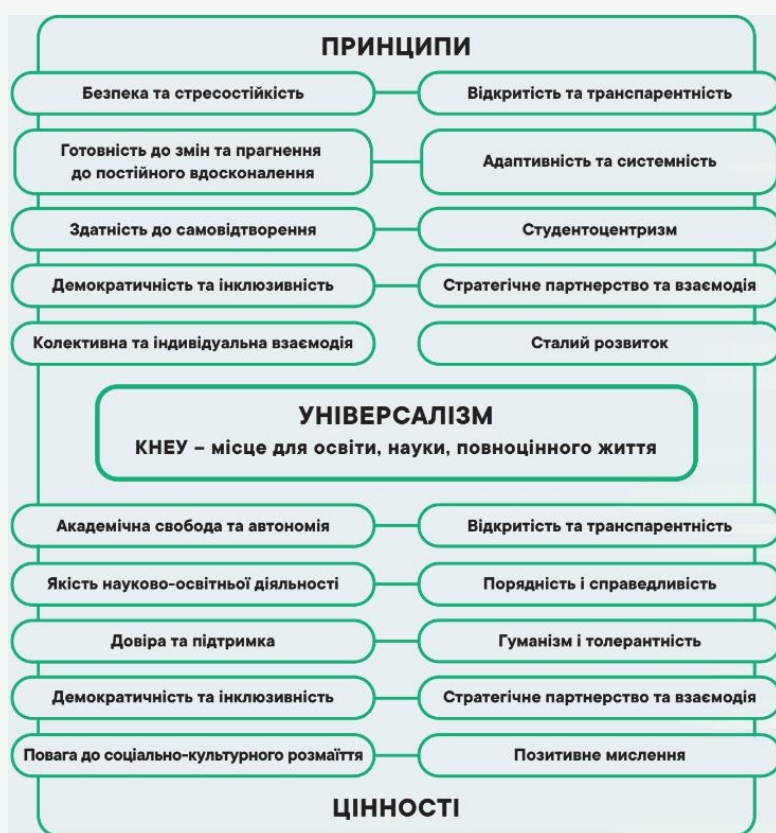 ПРИНЦИПИ
Безпека та стресостійкість
Відкритість та транспарентність
Готовність до змін та прагнення
до постійного вдосконалення
Адаптивність та системність
Здатність до самовідтворення
Студентоцентризм
Демократичність та інклюзивність
Стратегічне партнерство та взаємодія
Колективна та індивідуальна взаємодія
Сталий розвиток
УНІВЕРСАЛІЗМ
КНЕУ – місце для освіти, науки, повноцінного життя
Академічна свобода та автономія
Відкритість та транспарентність
Якість науково-освітньої діяльності
Порядність і справедливість
Довіра та підтримка
Гуманізм і толерантність
Демократичність та інклюзивність
Стратегічне партнерство та взаємодія
Повага до соціально-культурного розмаїття
Позитивне мислення
ЦІННОСТІ